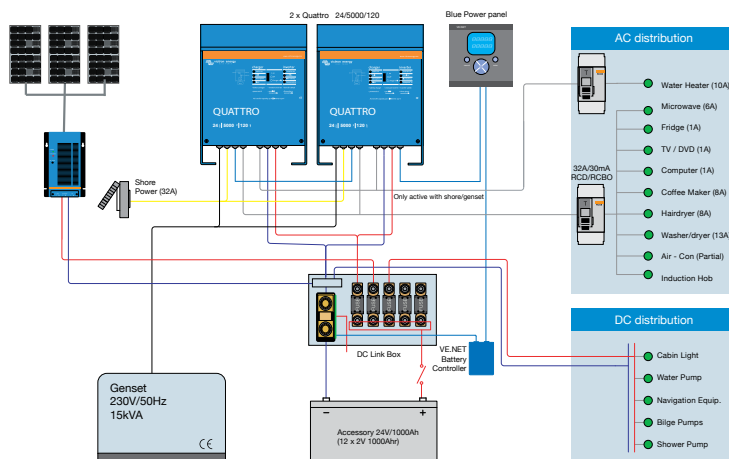 2 x Quattro 24/5000/120
Blue Power panel
AC distribution
QUATTRO
QUATTRO
Water Heater (10A)
Microwave (6A)
Fridge (1A)
TV / DVD (1A)
Computer (1A)
Coffee Maker (8A)
Hairdryer (8A)
Washer/dryer (13A)
Air - Con (Partial)
Induction Hob
32A/30mA
RCD/RCBO
Shore
Power (32A)
Only active with shore/genset
DC Link Box
VE.NET
Battery
Controller
DC distribution
Cabin Light
Water Pump
Navigation Equip.
Bilge Pumps
Shower Pump
Genset
230V/50Hz
15kVA
CE
– +
Accessory 24V/1000Ah
(12 x 2V 1000Ahr)